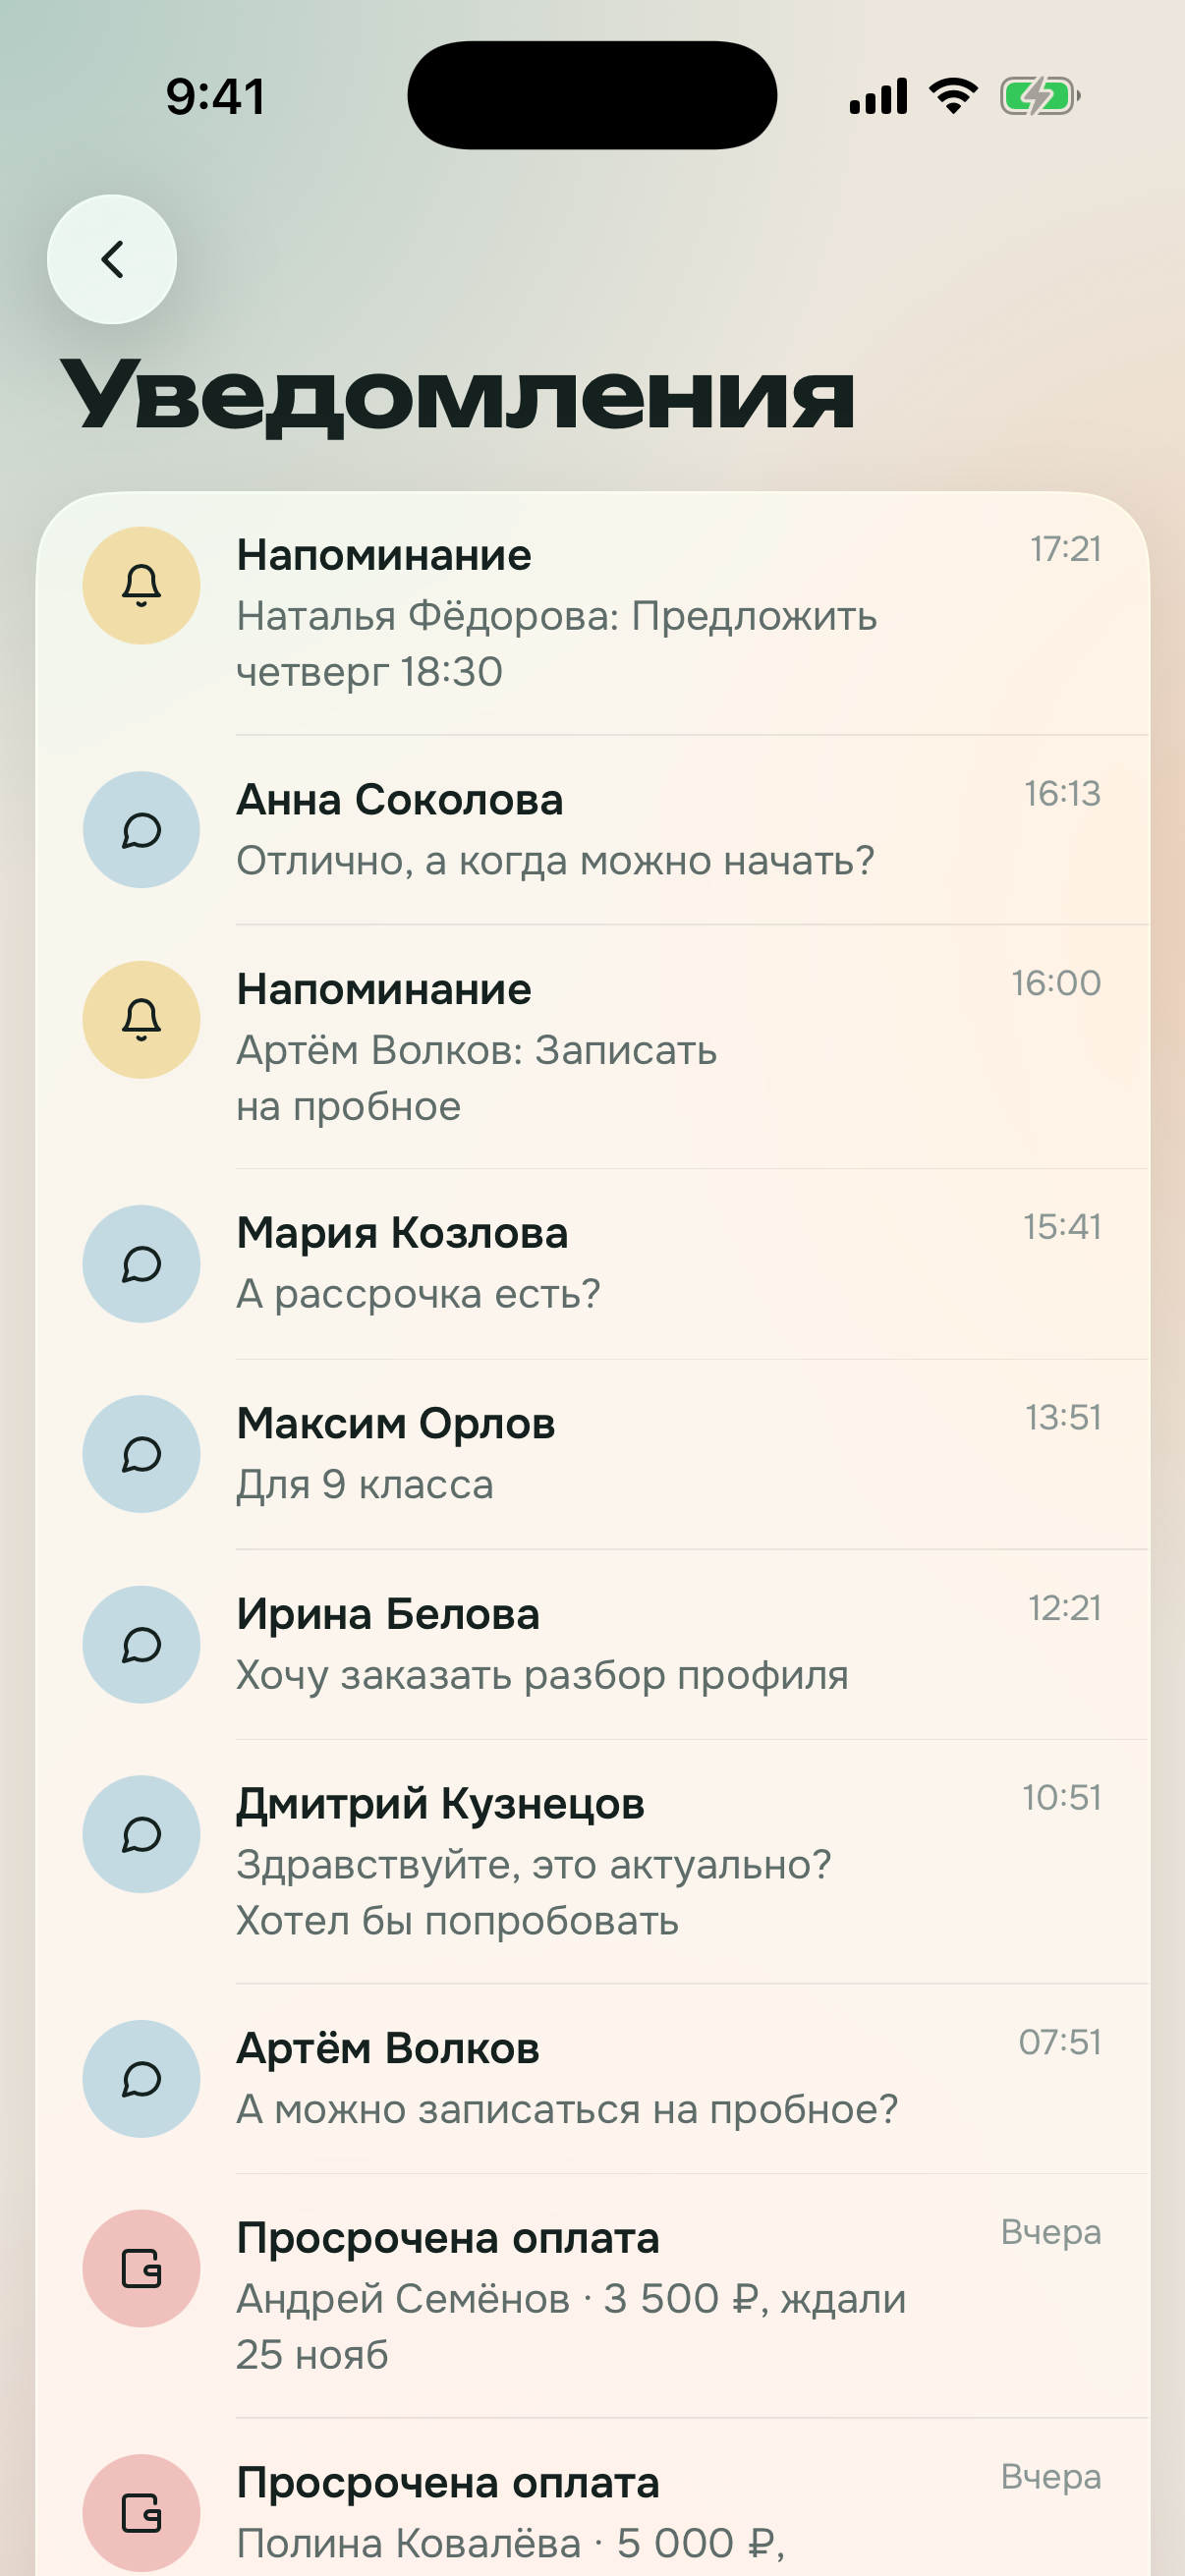 9:41
Уведомления
Напоминание 17:21
Наталья Фёдорова: Предложить
четверг 18:30
Анна Соколова 16:13
Отлично, а когда можно начать?
Напоминание 16:00
Артём Волков: Записать
на пробное
Мария Козлова 15:41
А рассрочка есть?
Максим Орлов 13:51
Для 9 класса
Ирина Белова 12:21
Хочу заказать разбор профиля
Дмитрий Кузнецов 10:51
Здравствуйте, это актуально?
Хотел бы попробовать
Артём Волков 07:51
А можно записаться на пробное?
Просрочена оплата Вчера
Андрей Семёнов · 3 500 ₽, ждали
25 нояб
Просрочена оплата Вчера
Полина Ковалёва · 5 000 ₽,